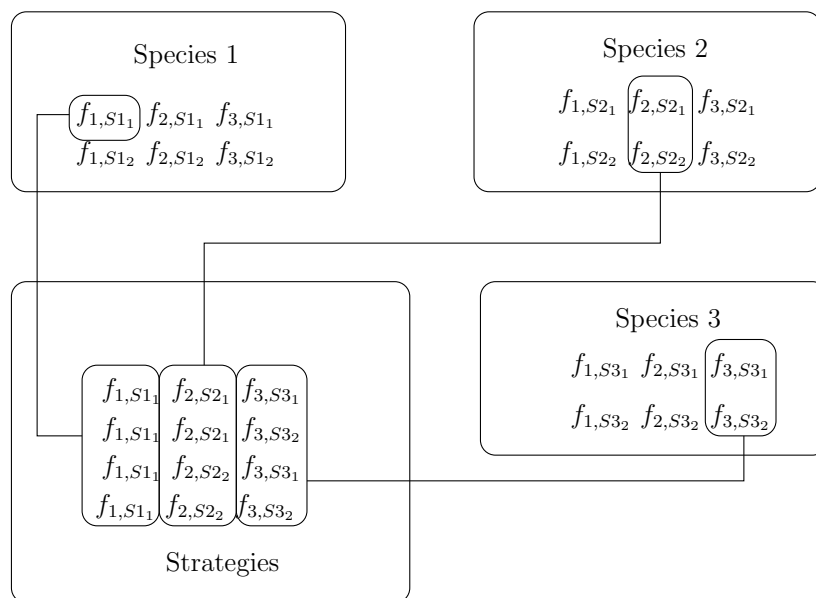 Species 1
f1,S11 f2,S11 f3,S11
f1,S12 f2,S12 f3,S12
Species 2
f1,S21 f2,S21 f3,S21
f1,S22 f2,S22 f3,S22
Species 3
f1,S31 f2,S31 f3,S31
f1,S32 f2,S32 f3,S32
f1,S11 f2,S21 f3,S31
f1,S11 f2,S21 f3,S32
f1,S11 f2,S22 f3,S31
f1,S11 f2,S22 f3,S32
Strategies